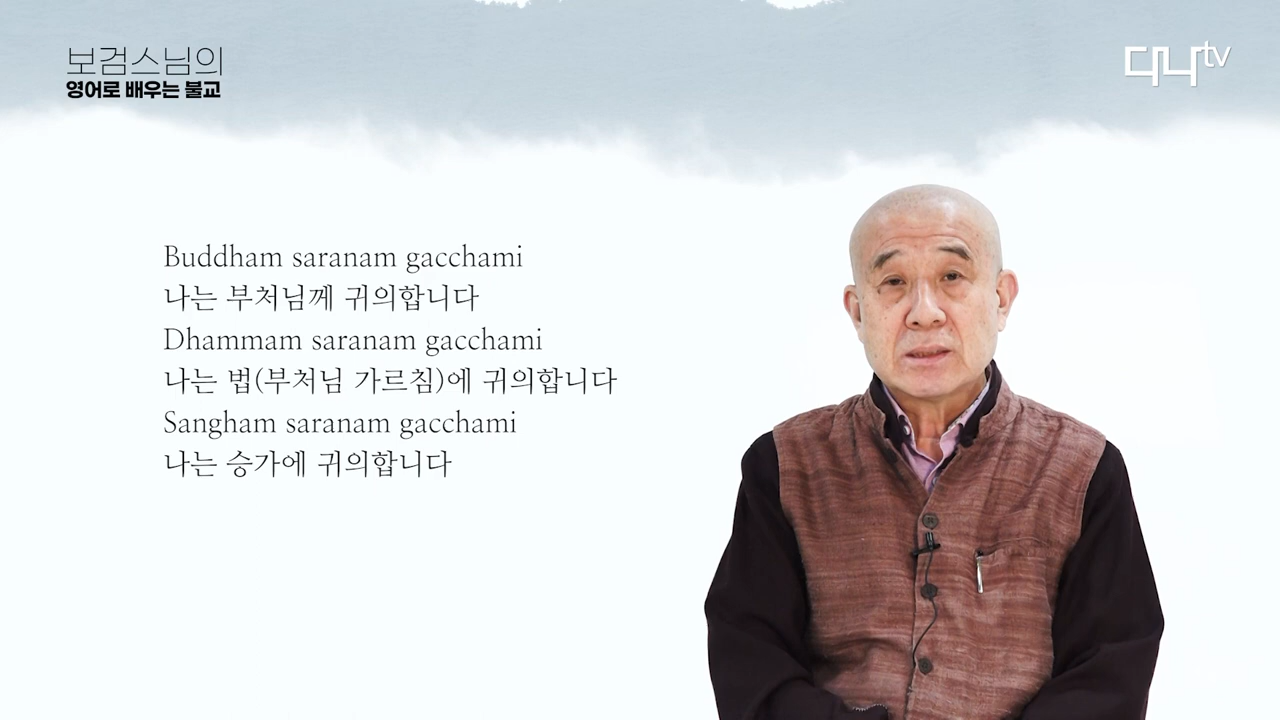 보검스님의
영어로 배우는 불교
다나tv
Buddham saranam gacchami
나는 부처님께 귀의합니다
Dhammam saranam gacchami
나는 법(부처님 가르침)에 귀의합니다
Sangham saranam gacchami
나는 승가에 귀의합니다